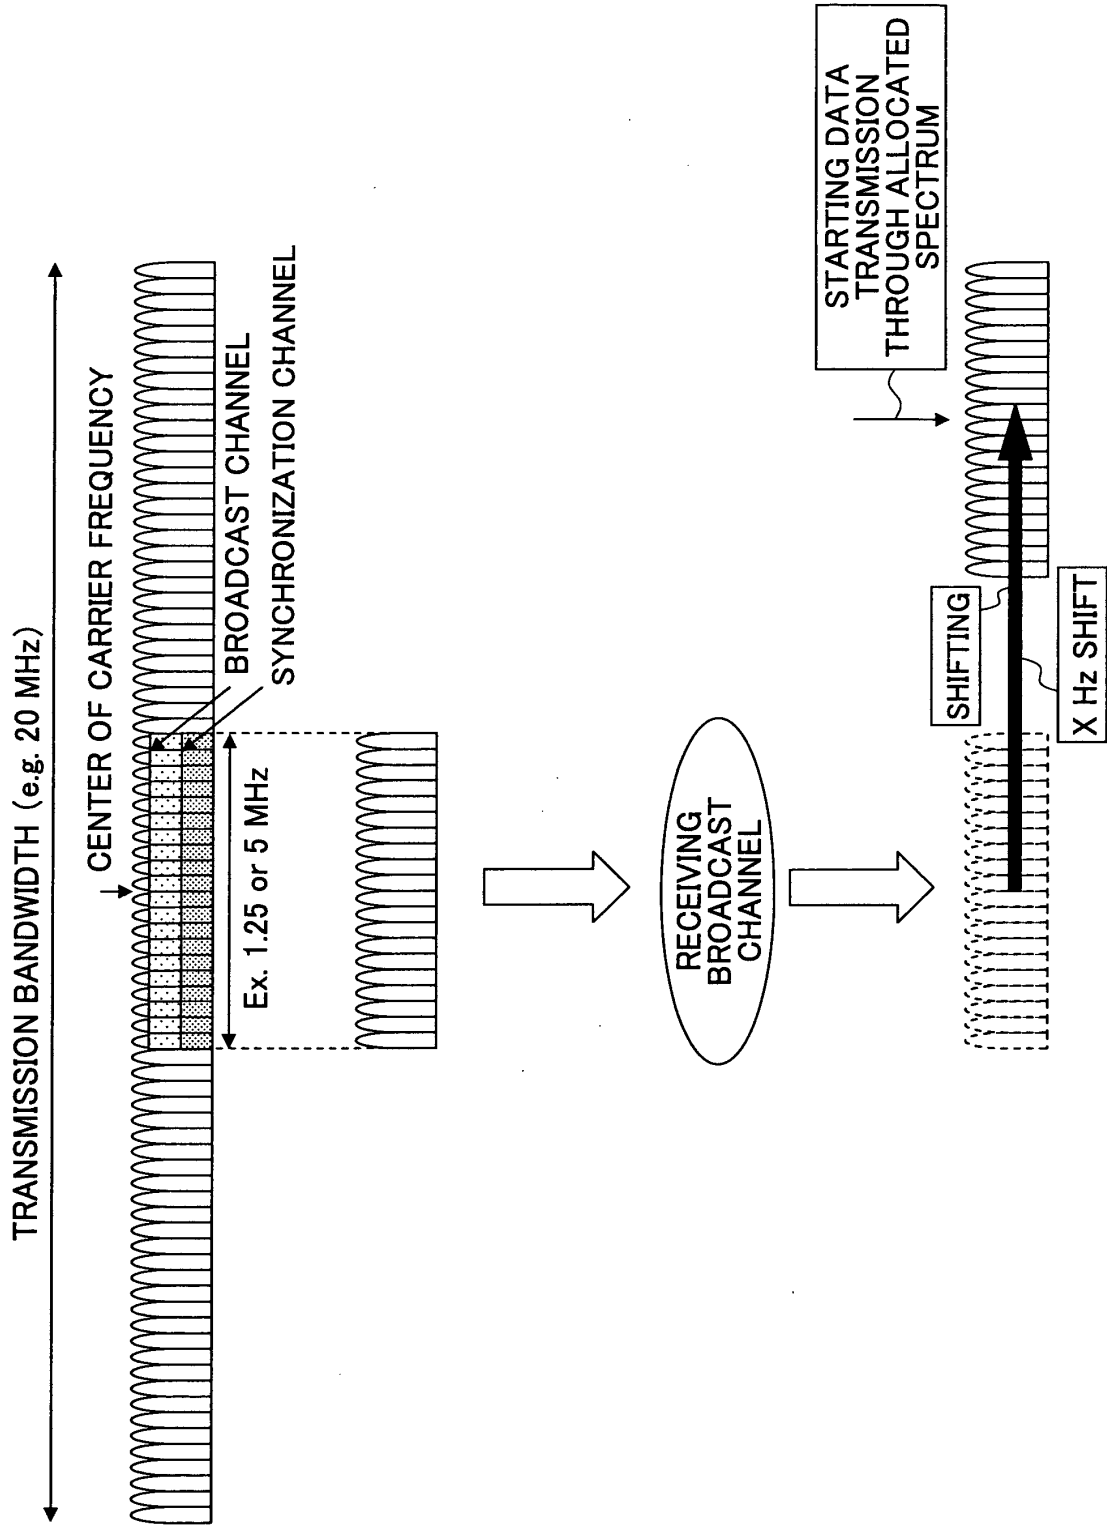 TRANSMISSION BANDWIDTH (e.g. 20 MHz)
CENTER OF CARRIER FREQUENCY
BROADCAST CHANNEL
SYNCHRONIZATION CHANNEL
Ex. 1.25 or 5 MHz
RECEIVING
BROADCAST
CHANNEL
STARTING DATA
TRANSMISSION
THROUGH ALLOCATED
SPECTRUM
SHIFTING
X Hz SHIFT